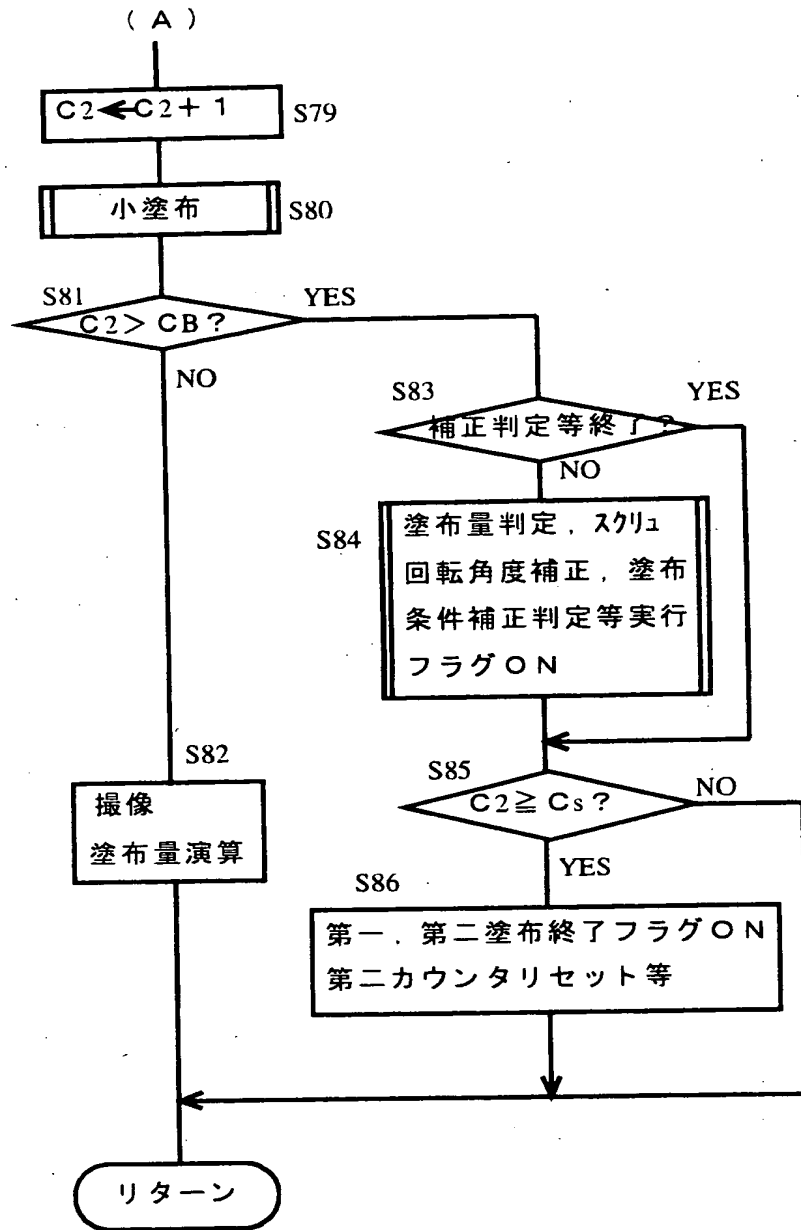 (A)
C2←C2+1
S79
小塗布
S80
S81
YES
C2>CB?
NO
S83
YES
補正判定等終了?
NO
S84
塗布量判定，スクリュ
回転角度補正，塗布
条件補正判定等実行
フラグON
S82
撮像
塗布量演算
S85
NO
C2≧Cs?
YES
S86
第一，第二塗布終了フラグON
第二カウンタリセット等
リターン